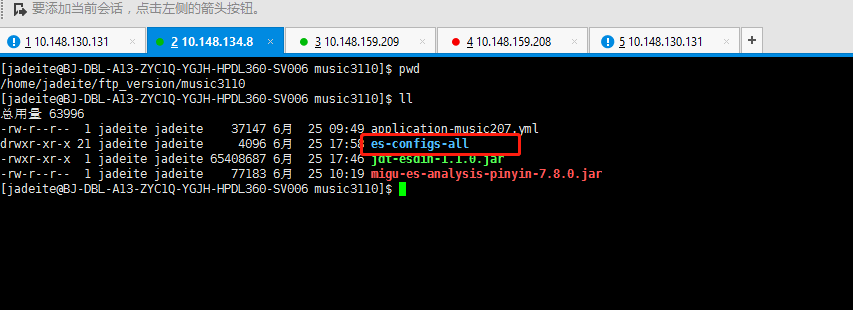 要添加当前会话，点击左侧的箭头按钮。
1 10.148.130.131 × 2 10.148.134.8 × 3 10.148.159.209 × 4 10.148.159.208 × 5 10.148.130.131 × +
[jadeite@BJ-DBL-A13-ZYC1Q-YGJH-HPDL360-SV006 music3110]$ pwd
/home/jadeite/ftp_version/music3110
[jadeite@BJ-DBL-A13-ZYC1Q-YGJH-HPDL360-SV006 music3110]$ ll
总用量 63996
-rw-r--r-- 1 jadeite jadeite 37147 6月 25 09:49 application-music207.yml
drwxr-xr-x 21 jadeite jadeite 4096 6月 25 17:58 es-configs-all
-rwxr-xr-x 1 jadeite jadeite 65408687 6月 25 17:46 jdt-esdih-1.1.0.jar
-rw-r--r-- 1 jadeite jadeite 77183 6月 25 10:19 migu-es-analysis-pinyin-7.8.0.jar
[jadeite@BJ-DBL-A13-ZYC1Q-YGJH-HPDL360-SV006 music3110]$